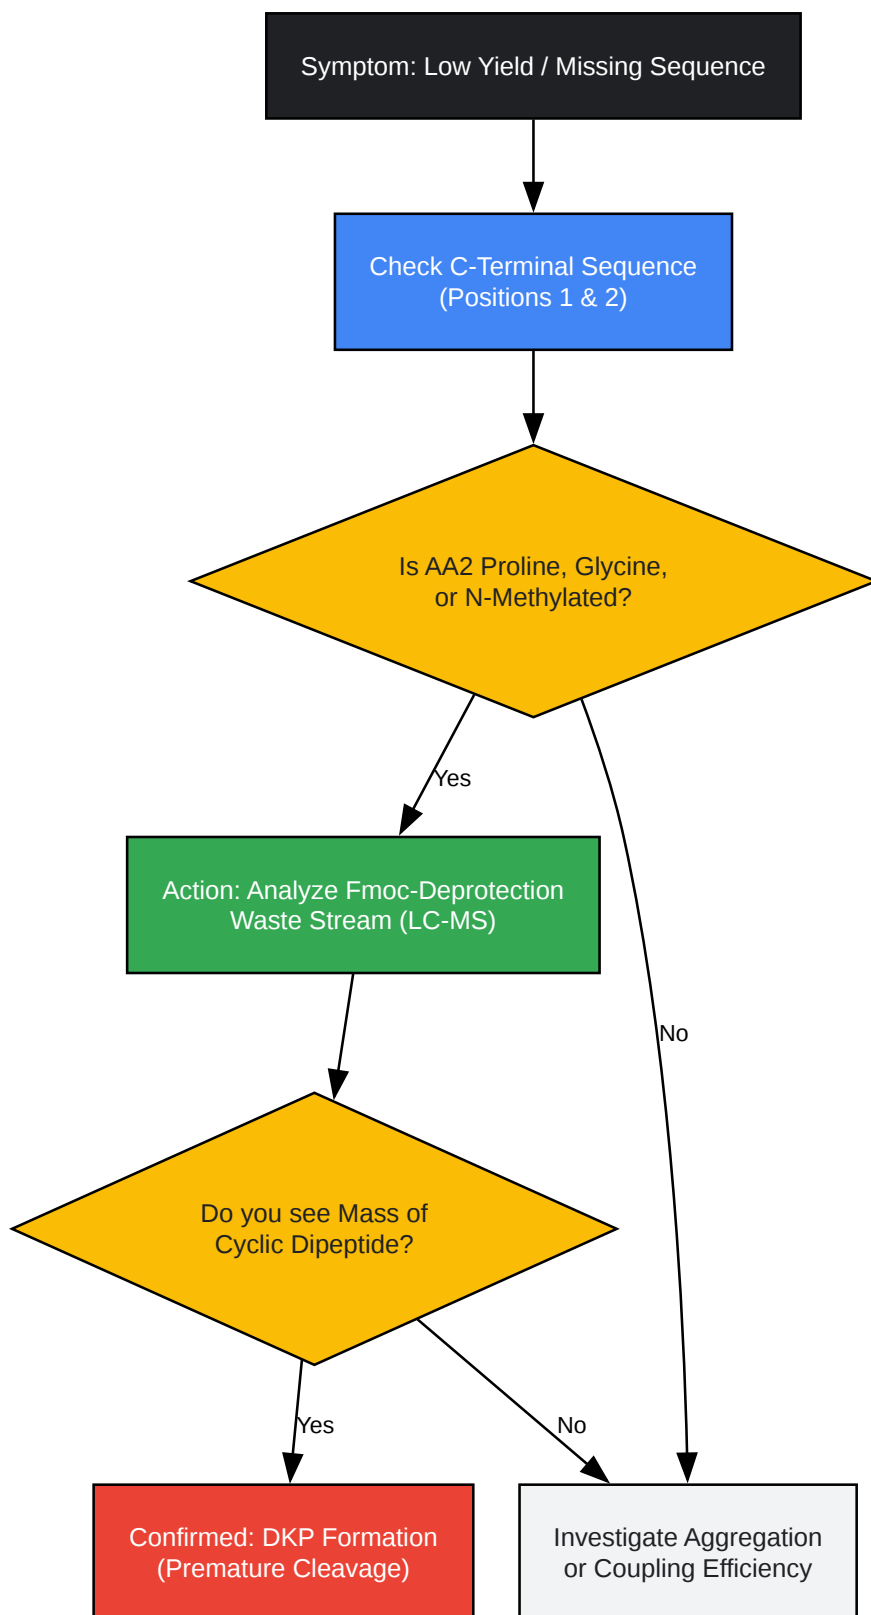 Symptom: Low Yield / Missing Sequence
Check C-Terminal Sequence
(Positions 1 & 2)
Is AA2 Proline, Glycine,
or N-Methylated?
Yes
Action: Analyze Fmoc-Deprotection
Waste Stream (LC-MS)
No
Do you see Mass of
Cyclic Dipeptide?
Yes
No
Confirmed: DKP Formation
(Premature Cleavage)
Investigate Aggregation
or Coupling Efficiency